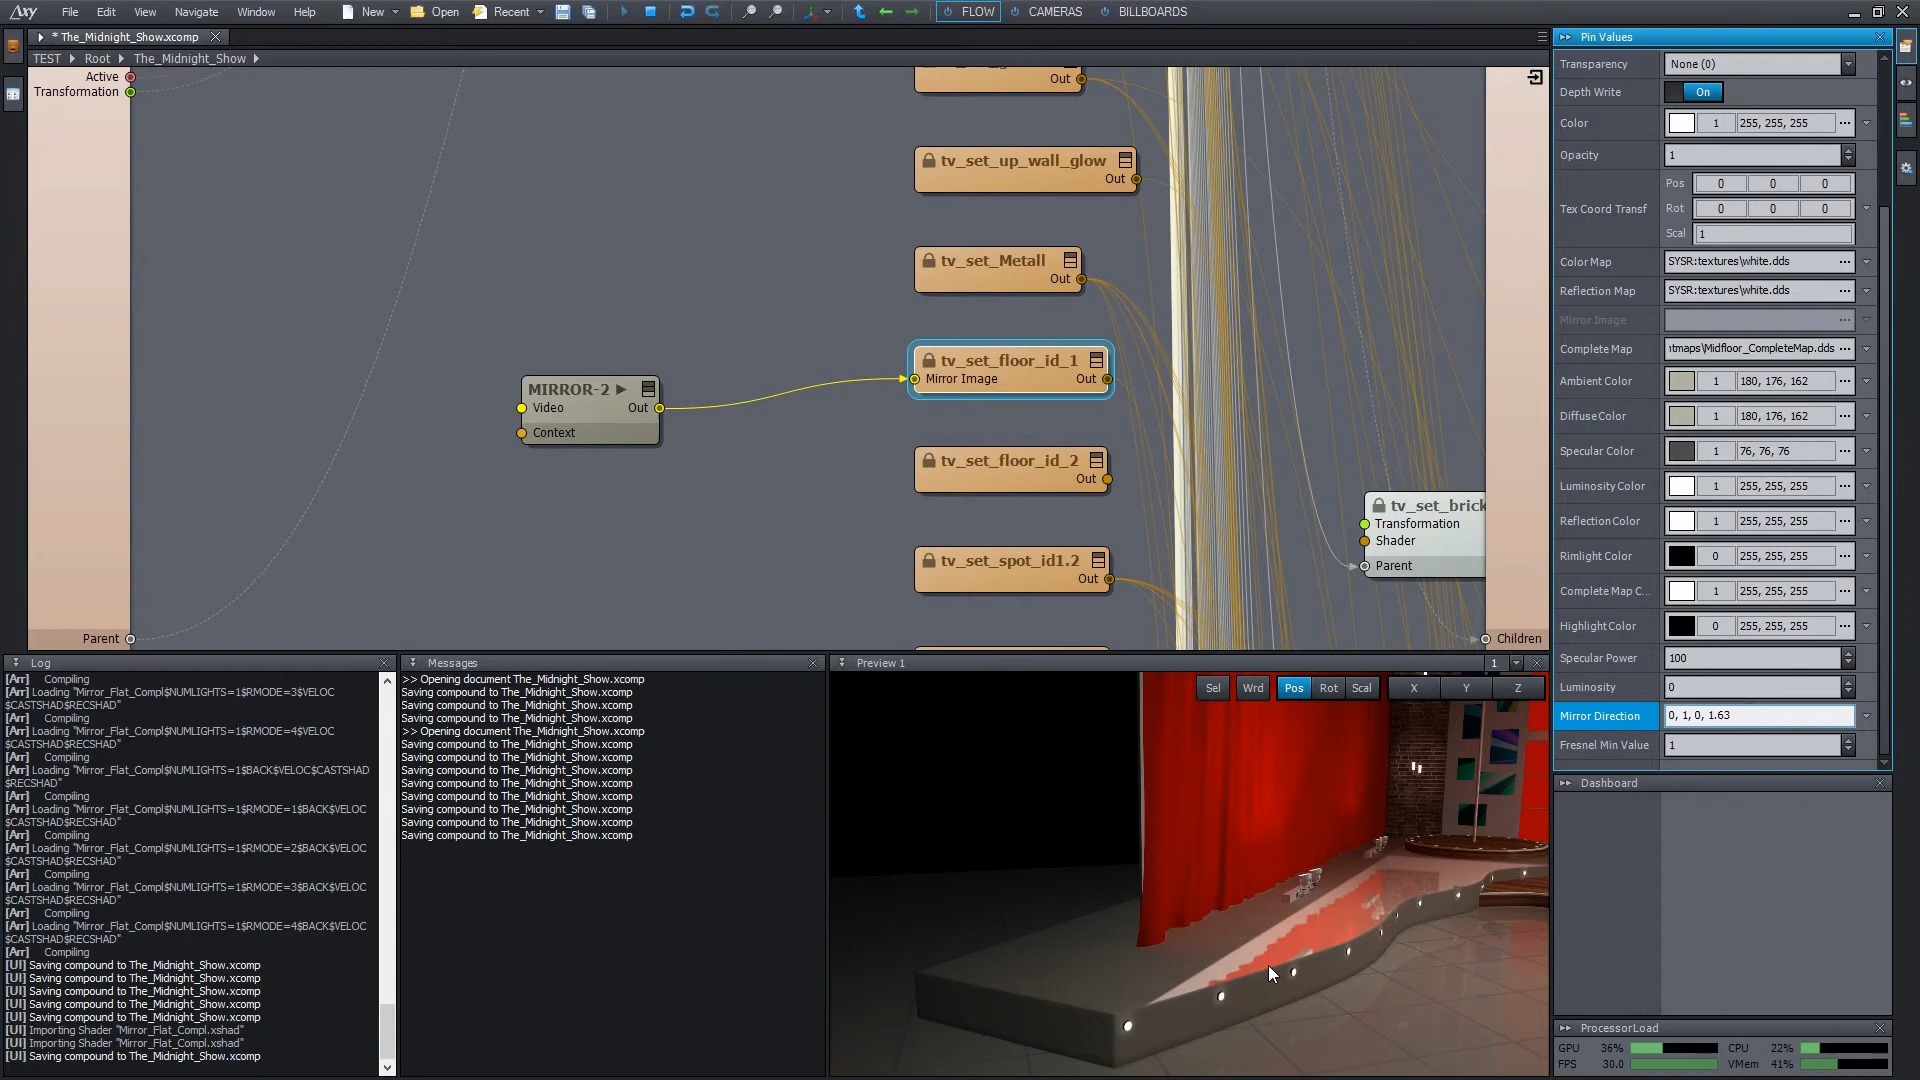 Axy File Edit View Navigate Window Help New Open Recent FLOW CAMERAS BILLBOARDS
* The_Midnight_Show.xcomp
TEST Root The_Midnight_Show
Active
Transformation
Parent
Out
tv_set_up_wall_glow
Out
tv_set_Metall
Out
MIRROR-2
Video Out
Context
tv_set_floor_id_1
Mirror Image Out
tv_set_floor_id_2
Out
tv_set_spot_id1.2
Out
tv_set_brick
Transformation
Shader
Parent
Children
Pin Values
Transparency None (0)
Depth Write On
Color 1 255, 255, 255 ...
Opacity 1
Tex Coord Transf
Pos 0 0 0
Rot 0 0 0
Scal 1
Color Map SYSR:textures\white.dds ...
Reflection Map SYSR:textures\white.dds ...
Mirror Image ...
Complete Map ıtmaps\Midfloor_CompleteMap.dds ...
Ambient Color 1 180, 176, 162 ...
Diffuse Color 1 180, 176, 162 ...
Specular Color 1 76, 76, 76 ...
Luminosity Color 1 255, 255, 255 ...
Reflection Color 1 255, 255, 255 ...
Rimlight Color 0 255, 255, 255 ...
Complete Map C... 1 255, 255, 255 ...
Highlight Color 0 255, 255, 255 ...
Specular Power 100
Luminosity 0
Mirror Direction 0, 1, 0, 1.63
Fresnel Min Value 1
Dashboard
ProcessorLoad
GPU 36% CPU 22%
FPS 30.0 VMem 41%
Log
[Arr] Compiling
[Arr] Loading "Mirror_Flat_Compl$NUMLIGHTS=1$RMODE=3$VELOC
$CASTSHAD$RECSHAD"
[Arr] Compiling
[Arr] Loading "Mirror_Flat_Compl$NUMLIGHTS=1$RMODE=4$VELOC
$CASTSHAD$RECSHAD"
[Arr] Compiling
[Arr] Loading "Mirror_Flat_Compl$NUMLIGHTS=1$BACK$VELOC$CASTSHAD
$RECSHAD"
[Arr] Compiling
[Arr] Loading "Mirror_Flat_Compl$NUMLIGHTS=1$RMODE=1$BACK$VELOC
$CASTSHAD$RECSHAD"
[Arr] Compiling
[Arr] Loading "Mirror_Flat_Compl$NUMLIGHTS=1$RMODE=2$BACK$VELOC
$CASTSHAD$RECSHAD"
[Arr] Compiling
[Arr] Loading "Mirror_Flat_Compl$NUMLIGHTS=1$RMODE=3$BACK$VELOC
$CASTSHAD$RECSHAD"
[Arr] Compiling
[Arr] Loading "Mirror_Flat_Compl$NUMLIGHTS=1$RMODE=4$BACK$VELOC
$CASTSHAD$RECSHAD"
[Arr] Compiling
[UI] Saving compound to The_Midnight_Show.xcomp
[UI] Saving compound to The_Midnight_Show.xcomp
[UI] Saving compound to The_Midnight_Show.xcomp
[UI] Saving compound to The_Midnight_Show.xcomp
[UI] Saving compound to The_Midnight_Show.xcomp
[UI] Importing Shader "Mirror_Flat_Compl.xshad"
[UI] Importing Shader "Mirror_Flat_Compl.xshad"
[UI] Saving compound to The_Midnight_Show.xcomp
Messages
>> Opening document The_Midnight_Show.xcomp
Saving compound to The_Midnight_Show.xcomp
Saving compound to The_Midnight_Show.xcomp
Saving compound to The_Midnight_Show.xcomp
>> Opening document The_Midnight_Show.xcomp
Saving compound to The_Midnight_Show.xcomp
Saving compound to The_Midnight_Show.xcomp
Saving compound to The_Midnight_Show.xcomp
Saving compound to The_Midnight_Show.xcomp
Saving compound to The_Midnight_Show.xcomp
Saving compound to The_Midnight_Show.xcomp
Saving compound to The_Midnight_Show.xcomp
Saving compound to The_Midnight_Show.xcomp
Preview 1 1
Sel Wrd Pos Rot Scal X Y Z